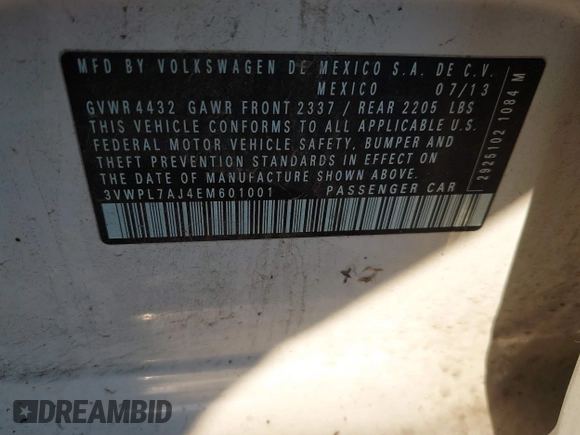 MFD BY VOLKSWAGEN DE MEXICO S.A. DE C.V.
MEXICO 07/13
GVWR 4432 GAWR FRONT 2337 / REAR 2205 LBS
THIS VEHICLE CONFORMS TO ALL APPLICABLE U.S.
FEDERAL MOTOR VEHICLE SAFETY, BUMPER AND
THEFT PREVENTION STANDARDS IN EFFECT ON
THE DATE OF MANUFACTURE SHOWN ABOVE.
3VWPL7AJ4EM601001 PASSENGER CAR
2925102 1084 M
DREAMBID